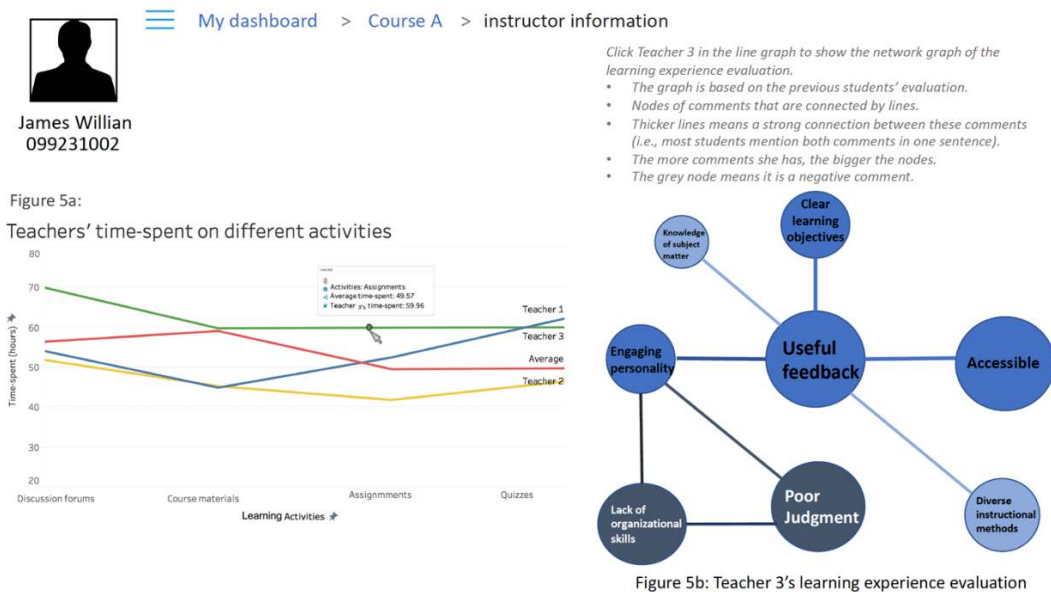 My dashboard > Course A > instructor information
James Willian
099231002
Click Teacher 3 in the line graph to show the network graph of the
learning experience evaluation.
• The graph is based on the previous students' evaluation.
• Nodes of comments that are connected by lines.
• Thicker lines means a strong connection between these comments
(i.e., most students mention both comments in one sentence).
• The more comments she has, the bigger the nodes.
• The grey node means it is a negative comment.
Figure 5a:
Teachers' time-spent on different activities
80
70
60
50
40
30
20
Time-spent (hours)
Activities: Assignments
Average time-spent: 49.57
Teacher 3's time-spent: 59.96
Teacher 1
Teacher 3
Average
Teacher 2
Discussion forums
Course materials
Assignmments
Quizzes
Learning Activities
Clear
learning
objectives
Knowledge
of subject
matter
Engaging
personality
Useful
feedback
Accessible
Lack of
organizational
skills
Poor
Judgment
Diverse
instructional
methods
Figure 5b: Teacher 3's learning experience evaluation